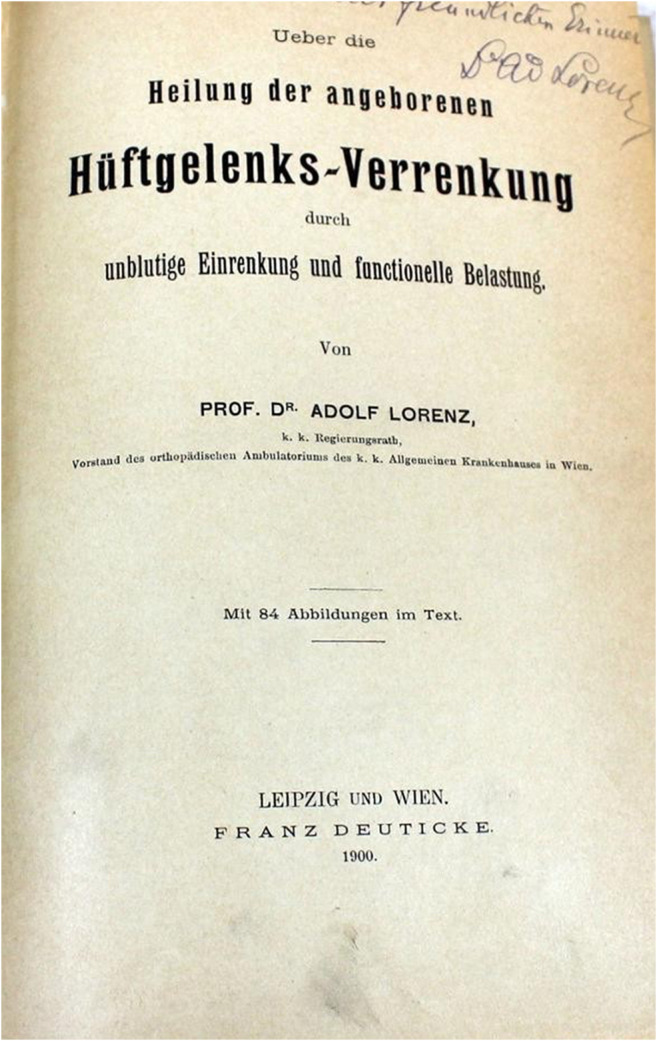 freundlichen Erinner
Dr Ad Lorenz
Ueber die
Heilung der angeborenen
Hüftgelenks-Verrenkung
durch
unblutige Einrenkung und functionelle Belastung.
Von
PROF. DR. ADOLF LORENZ,
k. k. Regierungsrath,
Vorstand des orthopädischen Ambulatoriums des k. k. Allgemeinen Krankenhauses in Wien.
Mit 84 Abbildungen im Text.
LEIPZIG UND WIEN.
FRANZ DEUTICKE.
1900.